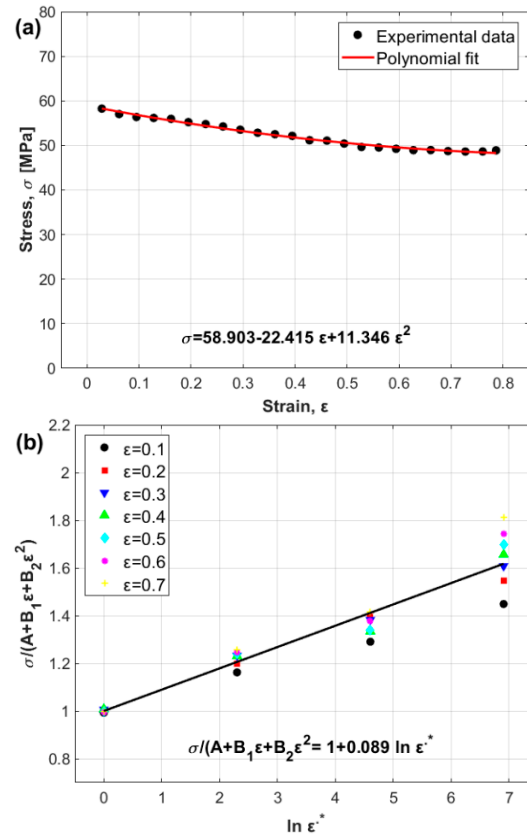 (a)
Experimental data
Polynomial fit
80
70
60
50
40
30
20
10
0
Stress, σ [MPa]
σ=58.903-22.415 ε+11.346 ε²
0 0.1 0.2 0.3 0.4 0.5 0.6 0.7 0.8
Strain, ε
(b)
ε=0.1
ε=0.2
ε=0.3
ε=0.4
ε=0.5
ε=0.6
ε=0.7
2.2
2
1.8
1.6
1.4
1.2
1
0.8
σ/(A+B₁ε+B₂ε²)
σ/(A+B₁ε+B₂ε²= 1+0.089 ln ε̇*
0 1 2 3 4 5 6 7
ln ε̇*